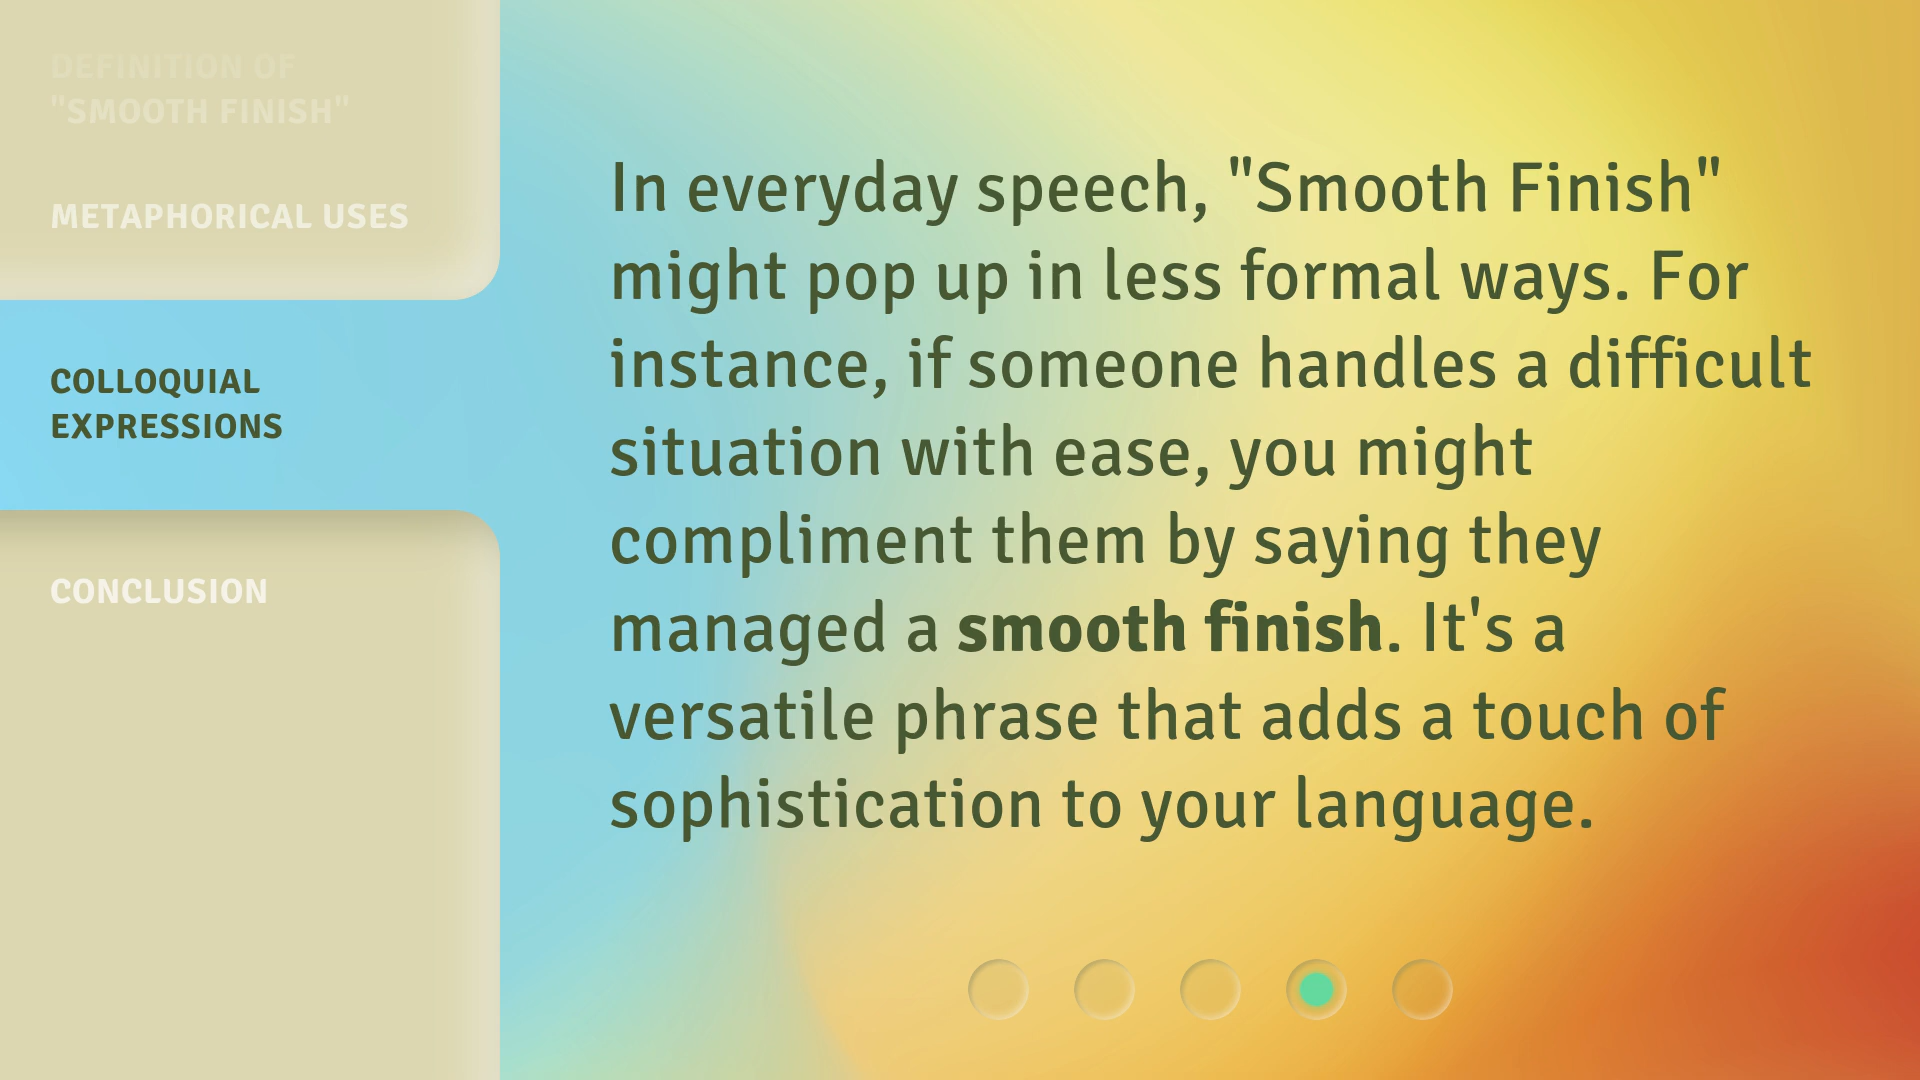 DEFINITION OF
"SMOOTH FINISH"
METAPHORICAL USES
COLLOQUIAL
EXPRESSIONS
CONCLUSION
In everyday speech, "Smooth Finish"
might pop up in less formal ways. For
instance, if someone handles a difficult
situation with ease, you might
compliment them by saying they
managed a smooth finish. It's a
versatile phrase that adds a touch of
sophistication to your language.